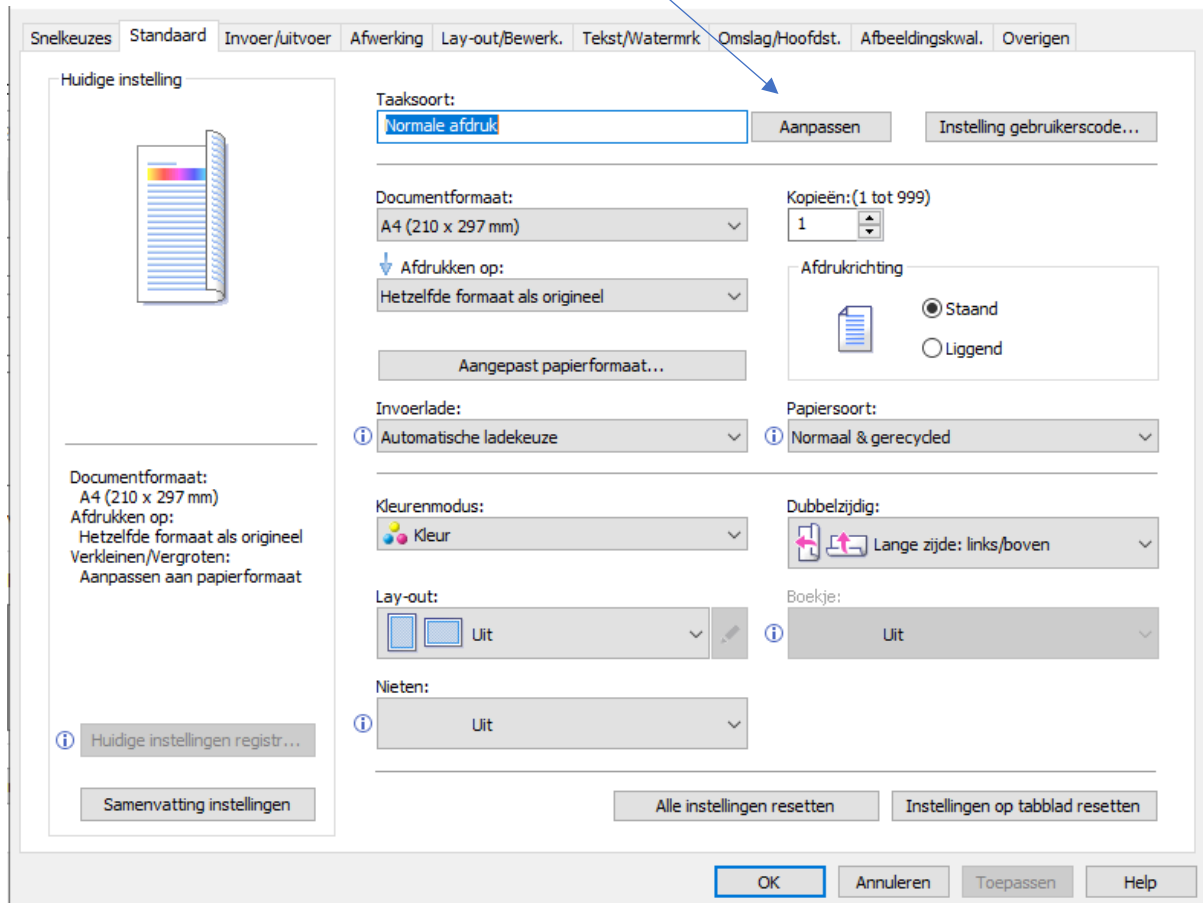 Snelkeuzes Standaard Invoer/uitvoer Afwerking Lay-out/Bewerk. Tekst/Watermrk Omslag/Hoofdst. Afbeeldingskwal. Overigen
Huidige instelling
Taaksoort:
Normale afdruk
Aanpassen
Instelling gebruikerscode...
Documentformaat:
A4 (210 x 297 mm)
Kopieën:(1 tot 999)
1
Afdrukken op:
Hetzelfde formaat als origineel
Afdrukrichting
Staand
Liggend
Aangepast papierformaat...
Invoerlade:
Automatische ladekeuze
Papiersoort:
Normaal & gerecycled
Documentformaat:
A4 (210 x 297 mm)
Afdrukken op:
Hetzelfde formaat als origineel
Verkleinen/Vergroten:
Aanpassen aan papierformaat
Kleurenmodus:
Kleur
Dubbelzijdig:
Lange zijde: links/boven
Lay-out:
Uit
Boekje:
Uit
Nieten:
Uit
Huidige instellingen registr...
Samenvatting instellingen
Alle instellingen resetten
Instellingen op tabblad resetten
OK
Annuleren
Toepassen
Help